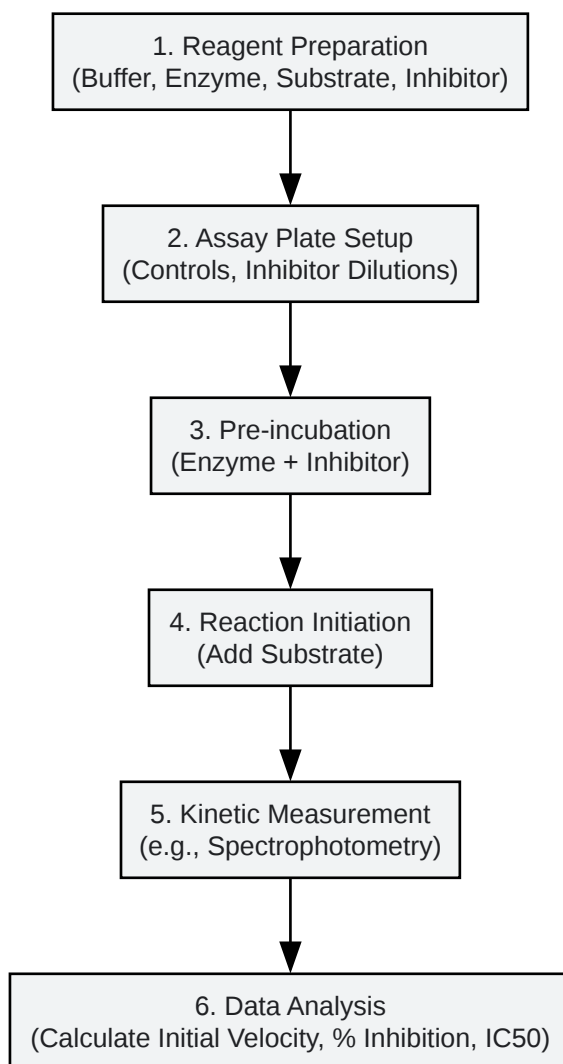 1. Reagent Preparation
(Buffer, Enzyme, Substrate, Inhibitor)
2. Assay Plate Setup
(Controls, Inhibitor Dilutions)
3. Pre-incubation
(Enzyme + Inhibitor)
4. Reaction Initiation
(Add Substrate)
5. Kinetic Measurement
(e.g., Spectrophotometry)
6. Data Analysis
(Calculate Initial Velocity, % Inhibition, IC50)